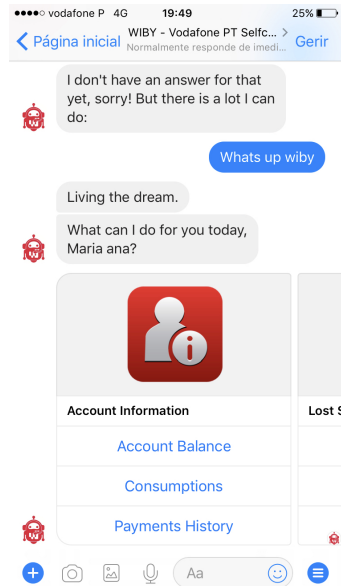 vodafone P 4G 19:49 25%
Página inicial WIBY - Vodafone PT Selfc... Gerir
Normalmente responde de imedi...
I don't have an answer for that
yet, sorry! But there is a lot I can
do:
Whats up wiby
Living the dream.
What can I do for you today,
Maria ana?
Account Information
Lost S
Account Balance
Consumptions
Payments History
Aa